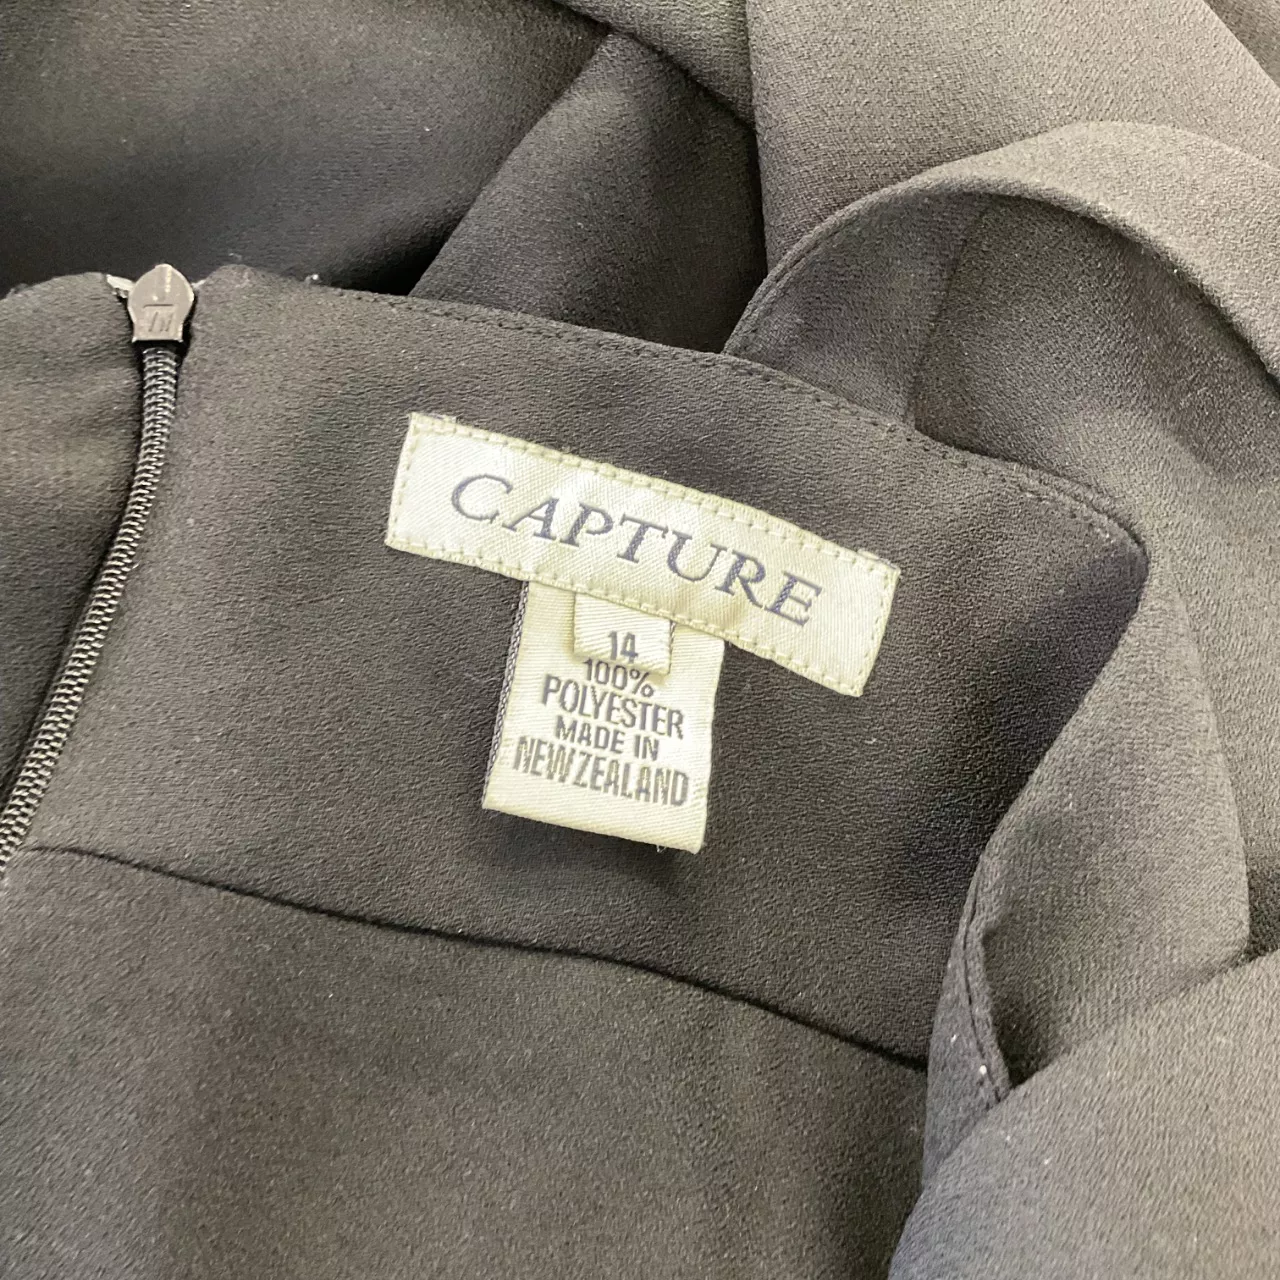 CAPTURE
14
100%
POLYESTER
MADE IN
NEW ZEALAND